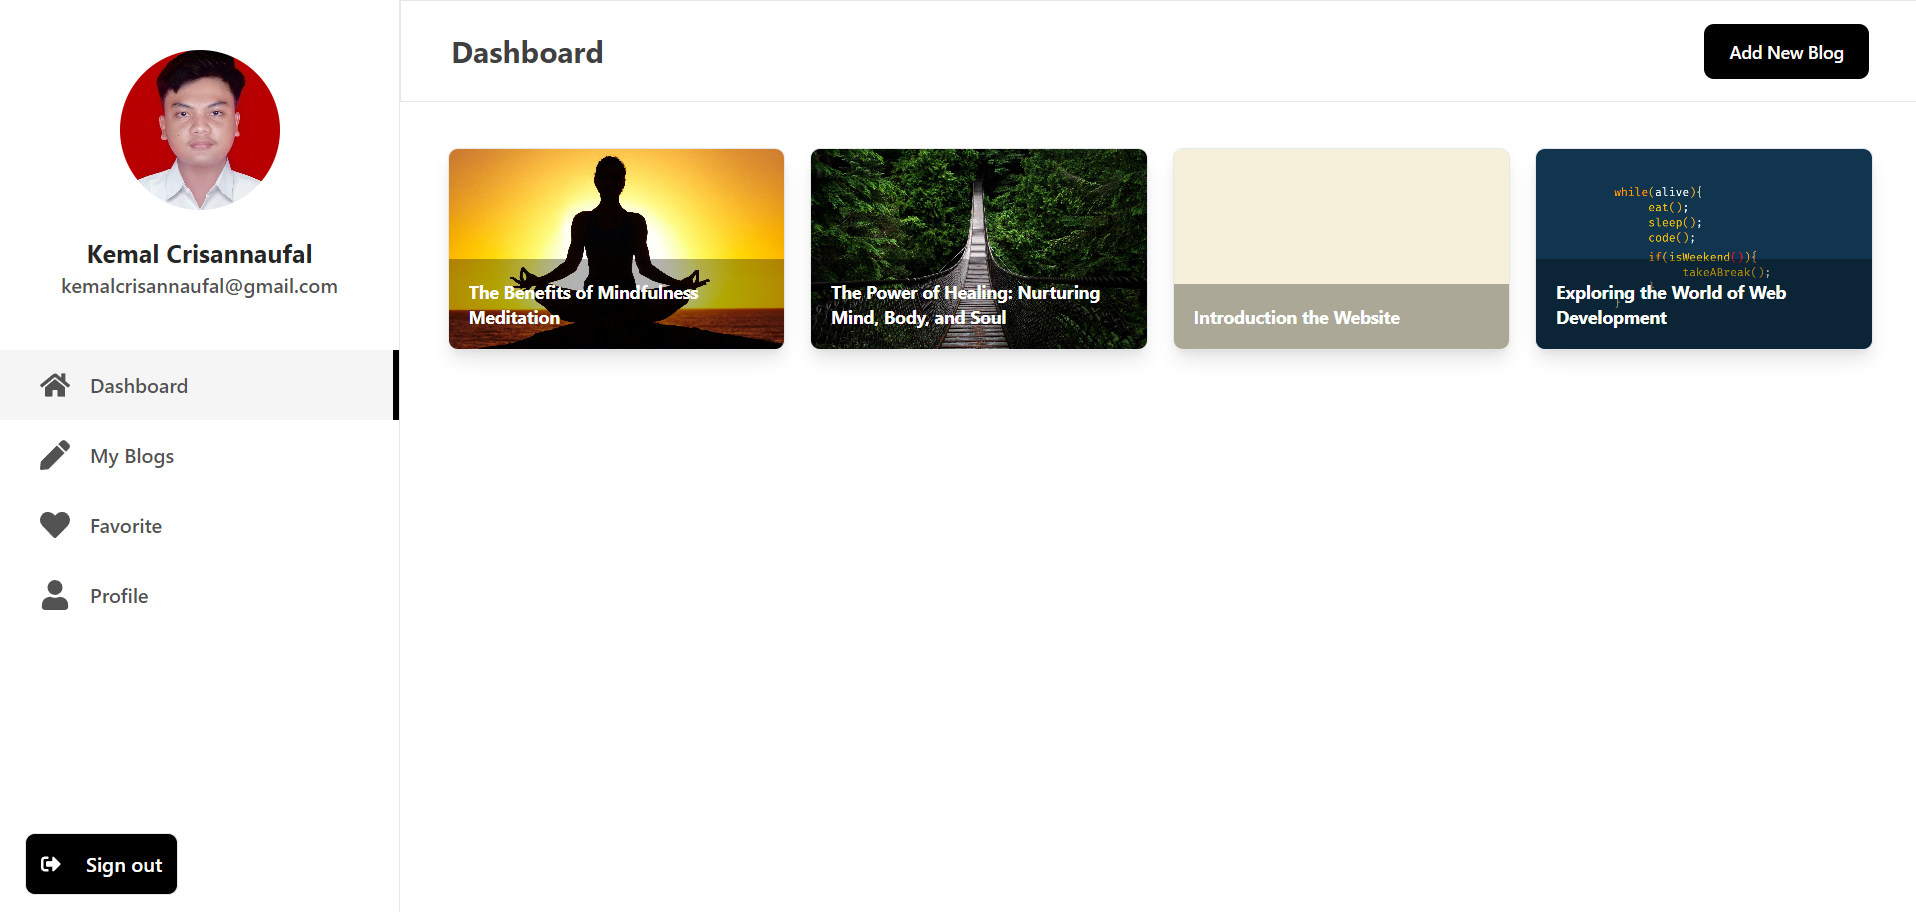 Kemal Crisannaufal
kemalcrisannaufal@gmail.com
Dashboard
My Blogs
Favorite
Profile
Sign out
Dashboard
Add New Blog
The Benefits of Mindfulness
Meditation
The Power of Healing: Nurturing
Mind, Body, and Soul
Introduction the Website
while(alive){
eat();
sleep();
code();
if(isWeekend()){
takeABreak();
}
}
Exploring the World of Web
Development